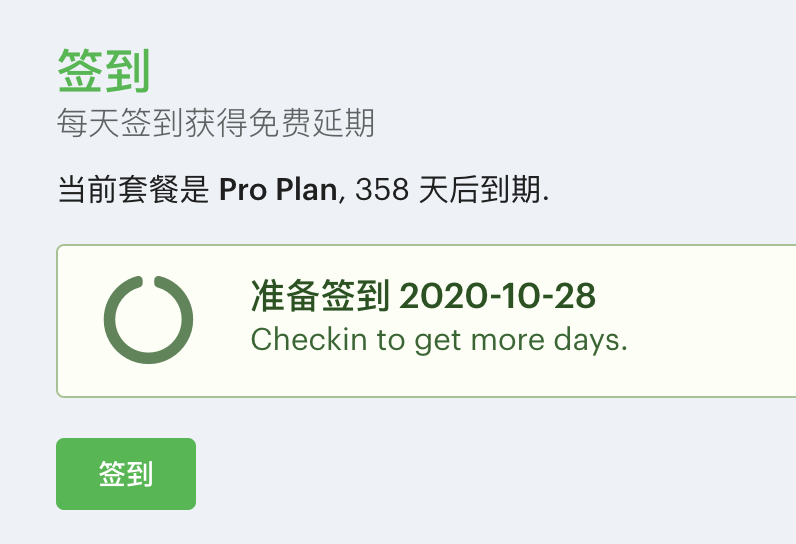 签到
每天签到获得免费延期
当前套餐是 Pro Plan, 358 天后到期.
准备签到 2020-10-28
Checkin to get more days.
签到